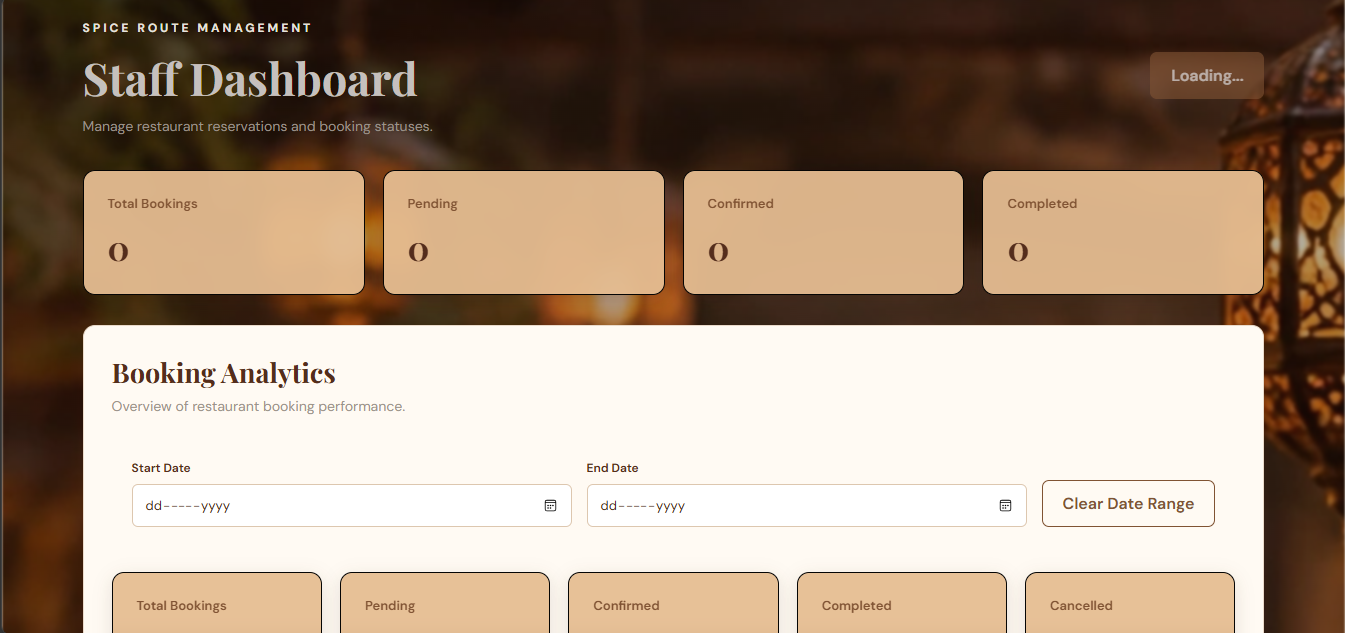 SPICE ROUTE MANAGEMENT
Staff Dashboard
Loading...
Manage restaurant reservations and booking statuses.
Total Bookings
0
Pending
0
Confirmed
0
Completed
0
Booking Analytics
Overview of restaurant booking performance.
Start Date
dd-----yyyy
End Date
dd-----yyyy
Clear Date Range
Total Bookings
Pending
Confirmed
Completed
Cancelled